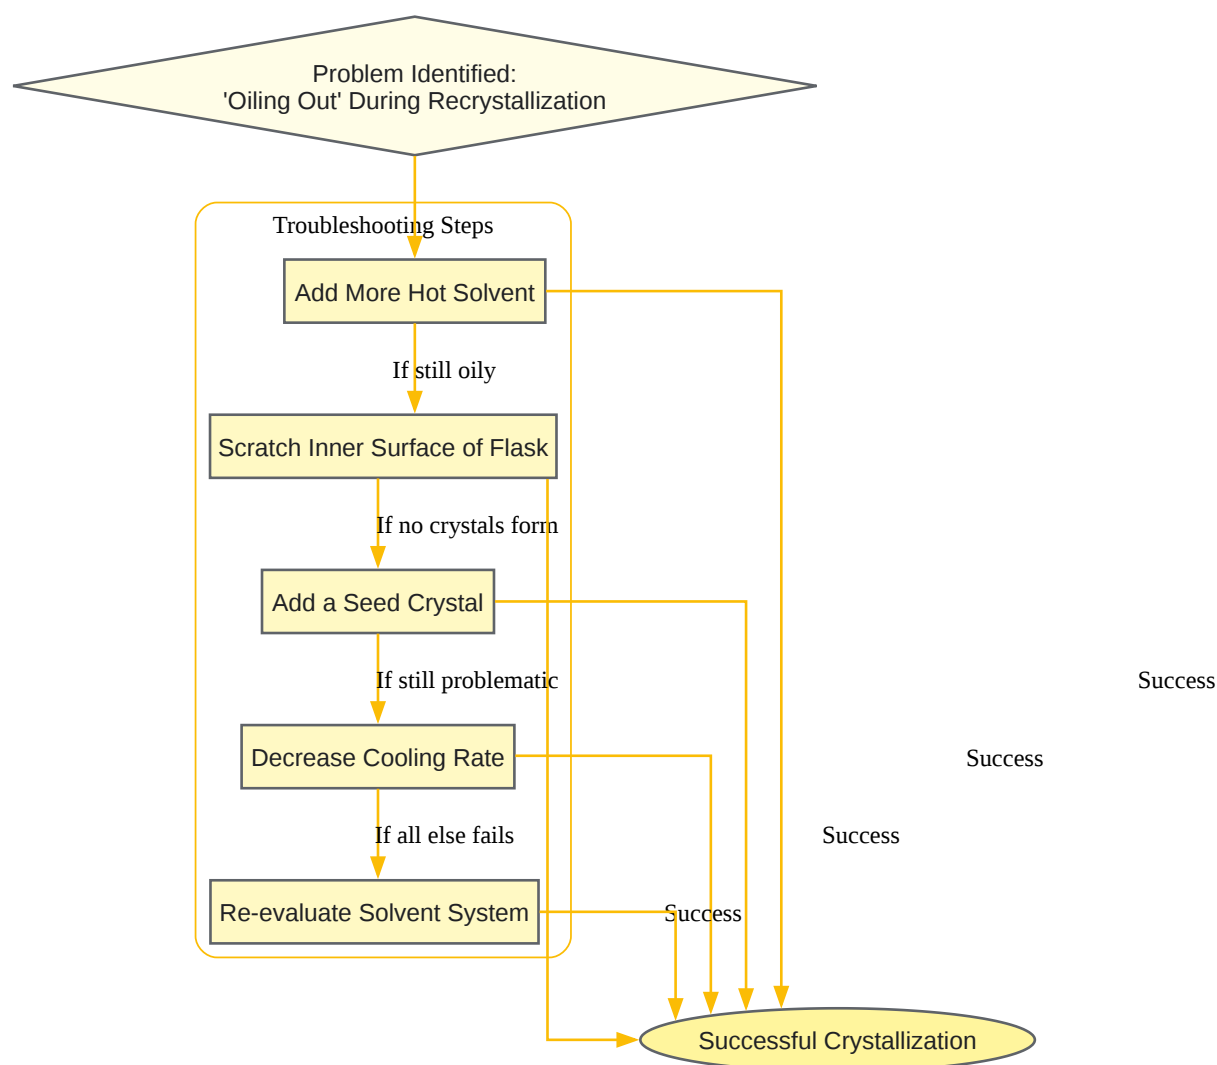 Problem Identified:
'Oiling Out' During Recrystallization
Troubleshooting Steps
Add More Hot Solvent
If still oily
Scratch Inner Surface of Flask
If no crystals form
Add a Seed Crystal
If still problematic
Success
Decrease Cooling Rate
Success
If all else fails
Success
Re-evaluate Solvent System
Success
Successful Crystallization